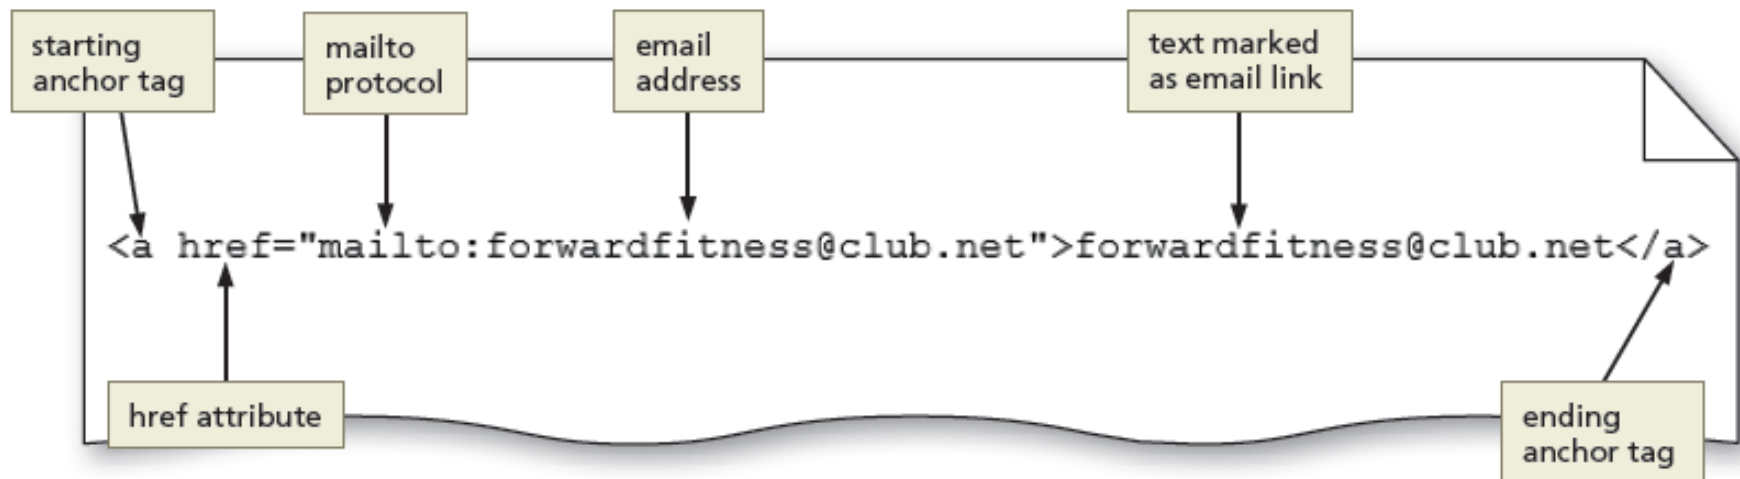 starting
anchor tag
mailto
protocol
email
address
text marked
as email link
<a href="mailto:forwardfitness@club.net">forwardfitness@club.net</a>
href attribute
ending
anchor tag